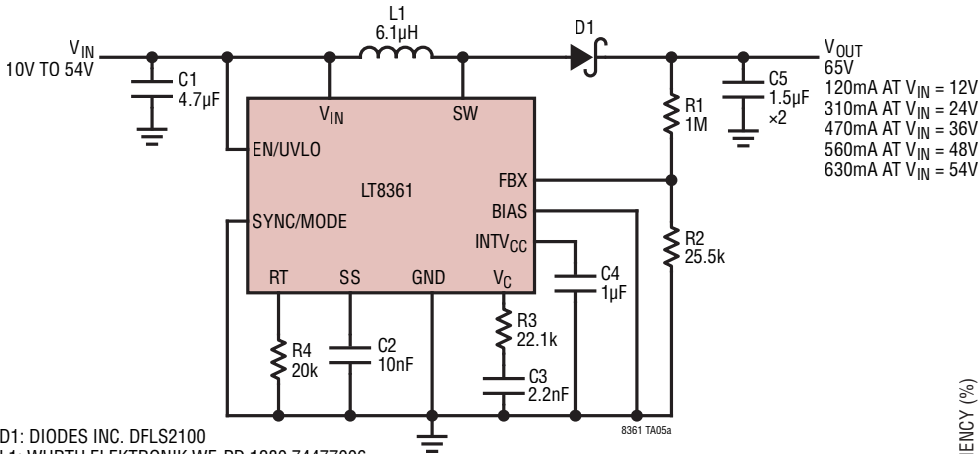 L1
6.1µH
D1
VIN
10V TO 54V
C1
4.7µF
VIN
SW
EN/UVLO
LT8361
FBX
BIAS
SYNC/MODE
INTVCC
RT
SS
GND
VC
R1
1M
C5
1.5µF
×2
VOUT
65V
120mA AT VIN = 12V
310mA AT VIN = 24V
470mA AT VIN = 36V
560mA AT VIN = 48V
630mA AT VIN = 54V
R2
25.5k
C4
1µF
R4
20k
C2
10nF
R3
22.1k
C3
2.2nF
8361 TA05a
D1: DIODES INC. DFLS2100